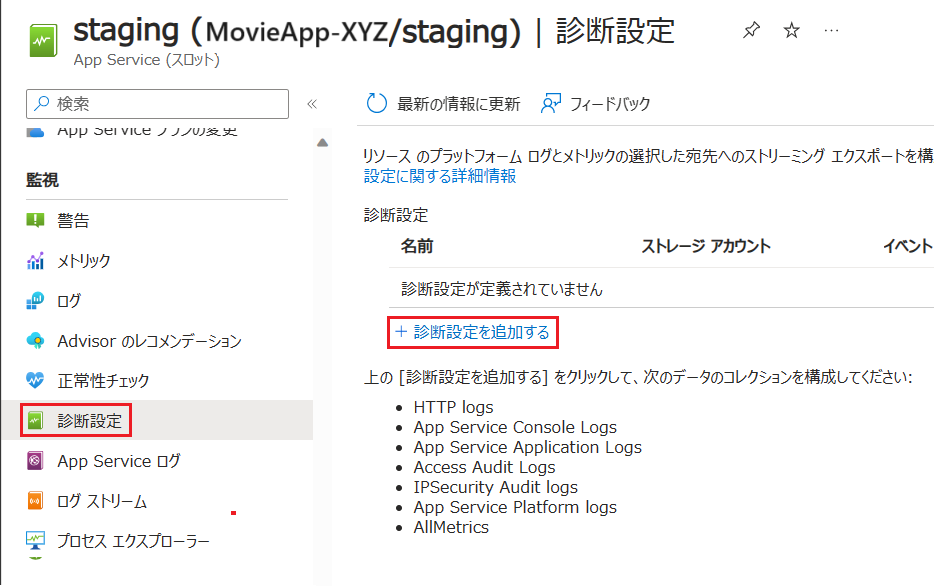 staging (MovieApp-XYZ/staging) | 診断設定
App Service (スロット)
検索
App Service プランの変更
監視
警告
メトリック
ログ
Advisor のレコメンデーション
正常性チェック
診断設定
App Service ログ
ログ ストリーム
プロセス エクスプローラー
最新の情報に更新 フィードバック
リソース のプラットフォーム ログとメトリックの選択した宛先へのストリーミング エクスポートを構
設定に関する詳細情報
診断設定
名前 ストレージ アカウント イベント
診断設定が定義されていません
+ 診断設定を追加する
上の [診断設定を追加する] をクリックして、次のデータのコレクションを構成してください:
• HTTP logs
• App Service Console Logs
• App Service Application Logs
• Access Audit Logs
• IPSecurity Audit logs
• App Service Platform logs
• AllMetrics